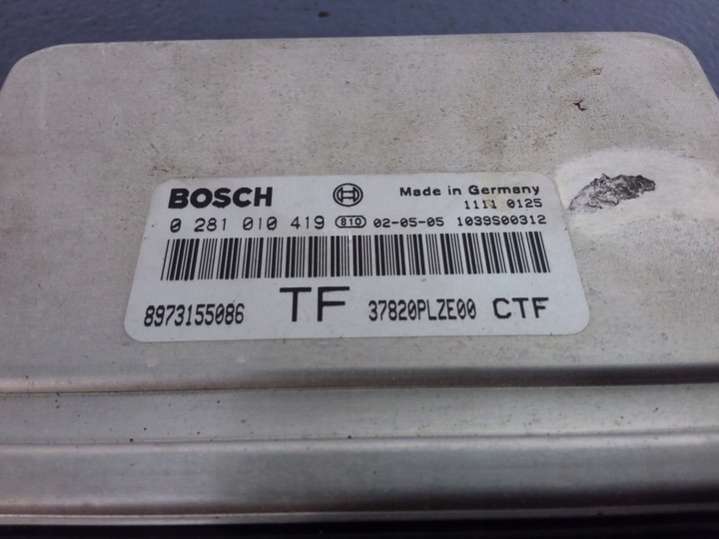 BOSCH Made in Germany
1111 0125
0 281 010 419 810 02-05-05 1039S00312
8973155086 TF 37820PLZE00 CTF